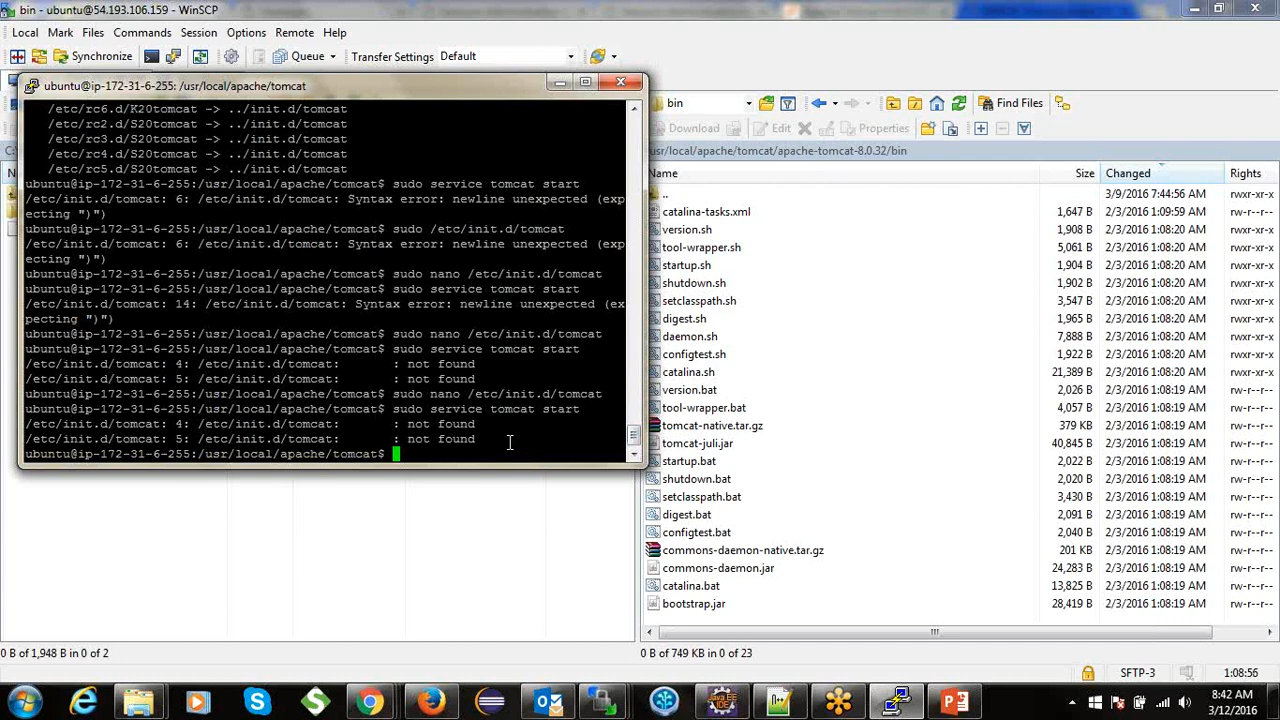 bin - ubuntu@54.193.106.159 - WinSCP
Local Mark Files Commands Session Options Remote Help
Synchronize Queue Transfer Settings Default
ubuntu@ip-172-31-6-255: /usr/local/apache/tomcat
/etc/rc6.d/K20tomcat -> ../init.d/tomcat
/etc/rc2.d/S20tomcat -> ../init.d/tomcat
/etc/rc3.d/S20tomcat -> ../init.d/tomcat
/etc/rc4.d/S20tomcat -> ../init.d/tomcat
/etc/rc5.d/S20tomcat -> ../init.d/tomcat
ubuntu@ip-172-31-6-255:/usr/local/apache/tomcat$ sudo service tomcat start
/etc/init.d/tomcat: 6: /etc/init.d/tomcat: Syntax error: newline unexpected (exp
ecting ")")
ubuntu@ip-172-31-6-255:/usr/local/apache/tomcat$ sudo /etc/init.d/tomcat
/etc/init.d/tomcat: 6: /etc/init.d/tomcat: Syntax error: newline unexpected (exp
ecting ")")
ubuntu@ip-172-31-6-255:/usr/local/apache/tomcat$ sudo nano /etc/init.d/tomcat
ubuntu@ip-172-31-6-255:/usr/local/apache/tomcat$ sudo service tomcat start
/etc/init.d/tomcat: 14: /etc/init.d/tomcat: Syntax error: newline unexpected (ex
pecting ")")
ubuntu@ip-172-31-6-255:/usr/local/apache/tomcat$ sudo nano /etc/init.d/tomcat
ubuntu@ip-172-31-6-255:/usr/local/apache/tomcat$ sudo service tomcat start
/etc/init.d/tomcat: 4: /etc/init.d/tomcat: : not found
/etc/init.d/tomcat: 5: /etc/init.d/tomcat: : not found
ubuntu@ip-172-31-6-255:/usr/local/apache/tomcat$ sudo nano /etc/init.d/tomcat
ubuntu@ip-172-31-6-255:/usr/local/apache/tomcat$ sudo service tomcat start
/etc/init.d/tomcat: 4: /etc/init.d/tomcat: : not found
/etc/init.d/tomcat: 5: /etc/init.d/tomcat: : not found
ubuntu@ip-172-31-6-255:/usr/local/apache/tomcat$
bin Find Files
Download Edit Properties
/usr/local/apache/tomcat/apache-tomcat-8.0.32/bin
Name Size Changed Rights
.. 3/9/2016 7:44:56 AM rwxr-xr-x
catalina-tasks.xml 1,647 B 2/3/2016 1:09:59 AM rw-r--r--
version.sh 1,908 B 2/3/2016 1:08:20 AM rwxr-xr-x
tool-wrapper.sh 5,061 B 2/3/2016 1:08:20 AM rwxr-xr-x
startup.sh 1,904 B 2/3/2016 1:08:20 AM rwxr-xr-x
shutdown.sh 1,902 B 2/3/2016 1:08:20 AM rwxr-xr-x
setclasspath.sh 3,547 B 2/3/2016 1:08:20 AM rwxr-xr-x
digest.sh 1,965 B 2/3/2016 1:08:20 AM rwxr-xr-x
daemon.sh 7,888 B 2/3/2016 1:08:20 AM rwxr-xr-x
configtest.sh 1,922 B 2/3/2016 1:08:20 AM rwxr-xr-x
catalina.sh 21,389 B 2/3/2016 1:08:20 AM rwxr-xr-x
version.bat 2,026 B 2/3/2016 1:08:19 AM rw-r--r--
tool-wrapper.bat 4,057 B 2/3/2016 1:08:19 AM rw-r--r--
tomcat-native.tar.gz 379 KB 2/3/2016 1:08:19 AM rw-r--r--
tomcat-juli.jar 2/3/2016 1:08:19 AM rw-r--r--
startup.bat 2,022 B 2/3/2016 1:08:19 AM rw-r--r--
shutdown.bat 2,020 B 2/3/2016 1:08:19 AM rw-r--r--
setclasspath.bat 3,430 B 2/3/2016 1:08:19 AM rw-r--r--
digest.bat 2,091 B 2/3/2016 1:08:19 AM rw-r--r--
configtest.bat 2,040 B 2/3/2016 1:08:19 AM rw-r--r--
commons-daemon-native.tar.gz 201 KB 2/3/2016 1:08:19 AM rw-r--r--
commons-daemon.jar 24,283 B 2/3/2016 1:08:19 AM rw-r--r--
catalina.bat 13,825 B 2/3/2016 1:08:19 AM rw-r--r--
bootstrap.jar 28,419 B 2/3/2016 1:08:19 AM rw-r--r--
0 B of 1,948 B in 0 of 2
0 B of 749 KB in 0 of 23
SFTP-3 1:08:56
8:42 AM
3/12/2016